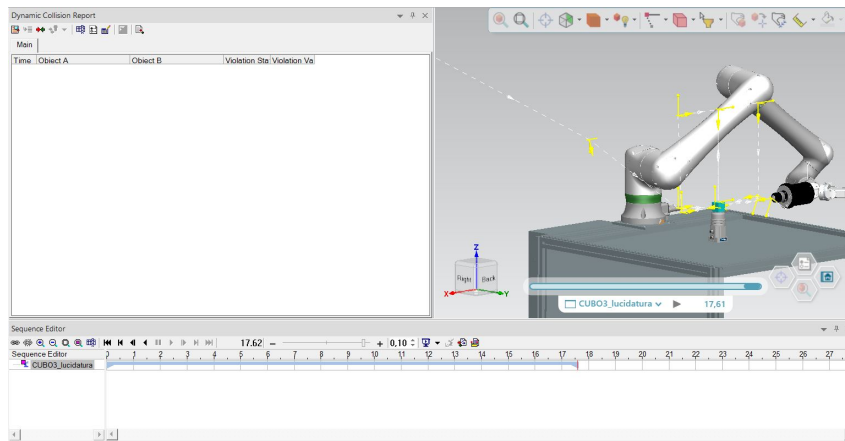 Dynamic Collision Report
Main
Time Object A Object B Violation Sta Violation Va
Z
Right Back
X Y
CUBO3_lucidatura 17,61
Sequence Editor
17.62 0,10
Sequence Editor 0 1 2 3 4 5 6 7 8 9 10 11 12 13 14 15 16 17 18 19 20 21 22 23 24 25 26 27
CUBO3_lucidatura